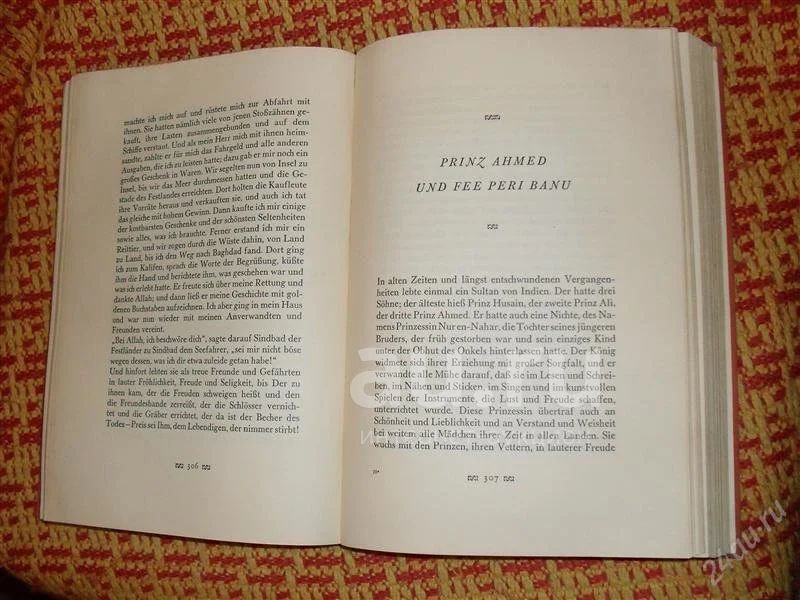 machte ich mich auf und rüstete mich zur Abfahrt mit
ihnen. Sie hatten nämlich viele von jenen Stoßzähnen ge-
kauft, ihre Lasten zusammengebunden und auf dem
Schiffe verstaut. Und als mein Herr mich mit ihnen heim-
sandte, zahlte er für mich das Fahrgeld und alle anderen
Ausgaben, die ich zu leisten hatte; dazu gab er mir noch ein
großes Geschenk in Waren. Wir segelten nun von Insel zu
Insel, bis wir das Meer durchmessen hatten und die Ge-
stade des Festlandes erreichten. Dort holten die Kaufleute
ihre Vorräte heraus und verkauften sie, und auch ich tat
das gleiche mit hohem Gewinn. Dann kaufte ich mir einige
der kostbarsten Geschenke und der schönsten Seltenheiten
sowie alles, was ich brauchte. Ferner erstand ich mir ein
Reittier, und wir zogen durch die Wüste dahin, von Land
zu Land, bis ich den Weg nach Baghdad fand. Dort ging
ich zum Kalifen, sprach die Worte der Begrüßung, küßte
ihm die Hand und berichtete ihm, was geschehen war und
was ich erlebt hatte. Er freute sich über meine Rettung und
dankte Allah; und dann ließ er meine Geschichte mit gol-
denen Buchstaben aufzeichnen. Ich aber ging in mein Haus
und war nun wieder mit meinen Anverwandten und
Freunden vereint.
„Bei Allah, ich beschwöre dich“, sagte darauf Sindbad der
Festländer zu Sindbad dem Seefahrer, „sei mir nicht böse
wegen dessen, was ich dir etwa zuleide getan habe!“
Und hinfort lebten sie als treue Freunde und Gefährten
in lauter Fröhlichkeit, Freude und Seligkeit, bis Der zu
ihnen kam, der die Freuden schweigen heißt und den
die Freundesbande zerreißt, der die Schlösser vernich-
tet und die Gräber errichtet, der da ist der Becher des
Todes – Preis sei Ihm, dem Lebendigen, der nimmer stirbt!
306
PRINZ AHMED
UND FEE PERI BANU
In alten Zeiten und längst entschwundenen Vergangen-
heiten lebte einmal ein Sultan von Indien. Der hatte drei
Söhne; der älteste hieß Prinz Husain, der zweite Prinz Ali,
der dritte Prinz Ahmed. Er hatte auch eine Nichte, des Na-
mens Prinzessin Nur en-Nahar, die Tochter seines jüngeren
Bruders, der früh gestorben war und sein einziges Kind
unter der Obhut des Onkels hinterlassen hatte. Der König
widmete sich ihrer Erziehung mit großer Sorgfalt, und er
verwandte alle Mühe darauf, daß sie im Lesen und Schrei-
ben, im Nähen und Sticken, im Singen und im kunstvollen
Spielen der Instrumente, die Lust und Freude schaffen,
unterrichtet wurde. Diese Prinzessin übertraf auch an
Schönheit und Lieblichkeit und an Verstand und Weisheit
bei weitem alle Mädchen ihrer Zeit in allen Landen. Sie
wuchs mit den Prinzen, ihren Vettern, in lauterer Freude
20*
307
24au.ru